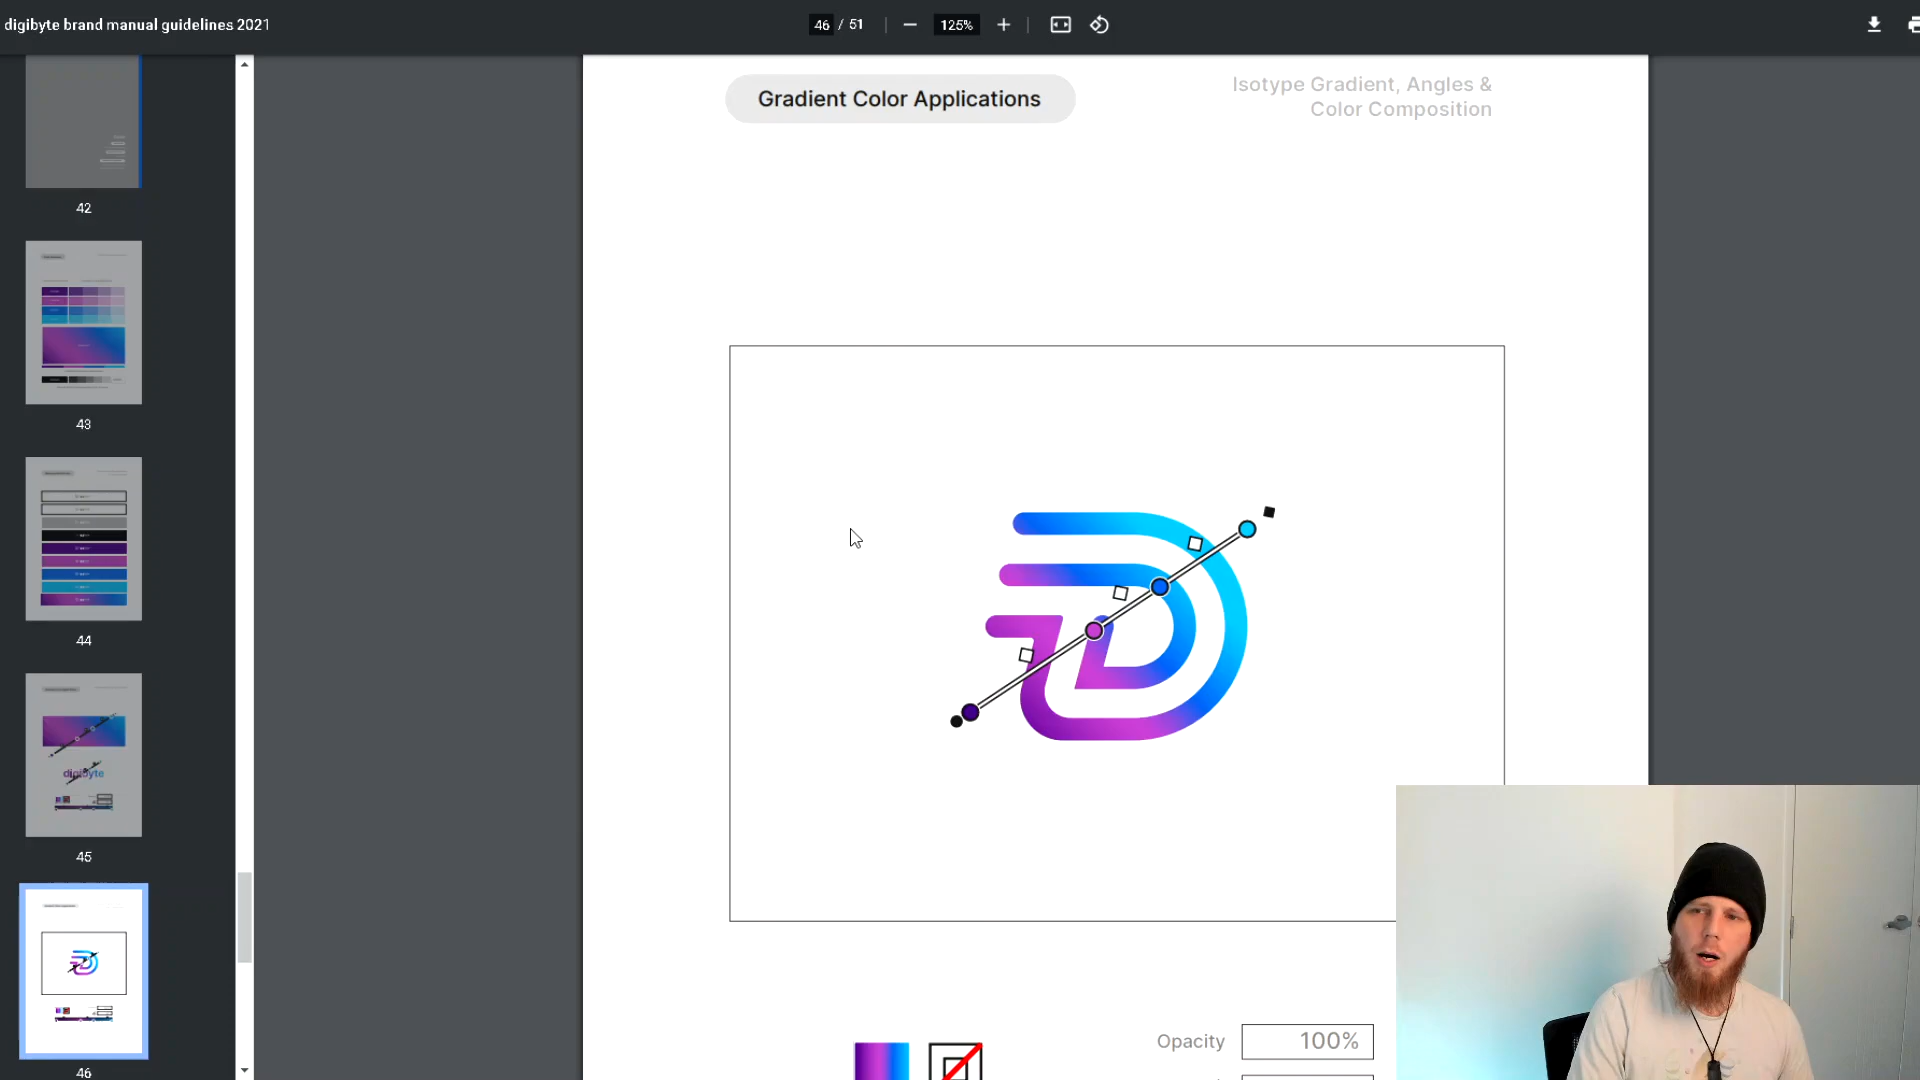 digibyte brand manual guidelines 2021
46 / 51
125%
Gradient Color Applications
Isotype Gradient, Angles &
Color Composition
42
43
44
45
digibyte
46
Opacity
100%